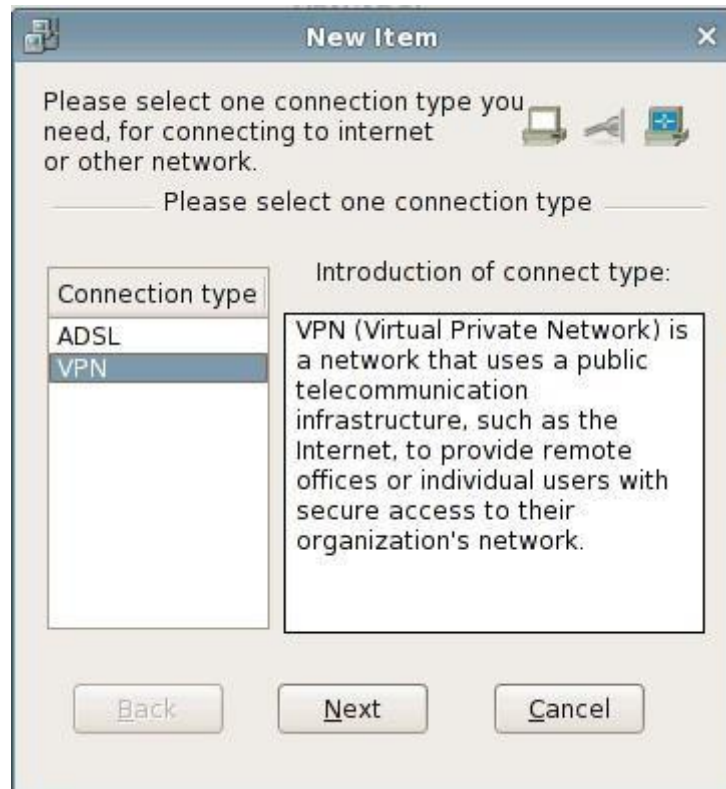 New Item
Please select one connection type you
need, for connecting to internet
or other network.
Please select one connection type
Connection type
ADSL
VPN
Introduction of connect type:
VPN (Virtual Private Network) is
a network that uses a public
telecommunication
infrastructure, such as the
Internet, to provide remote
offices or individual users with
secure access to their
organization's network.
Back
Next
Cancel